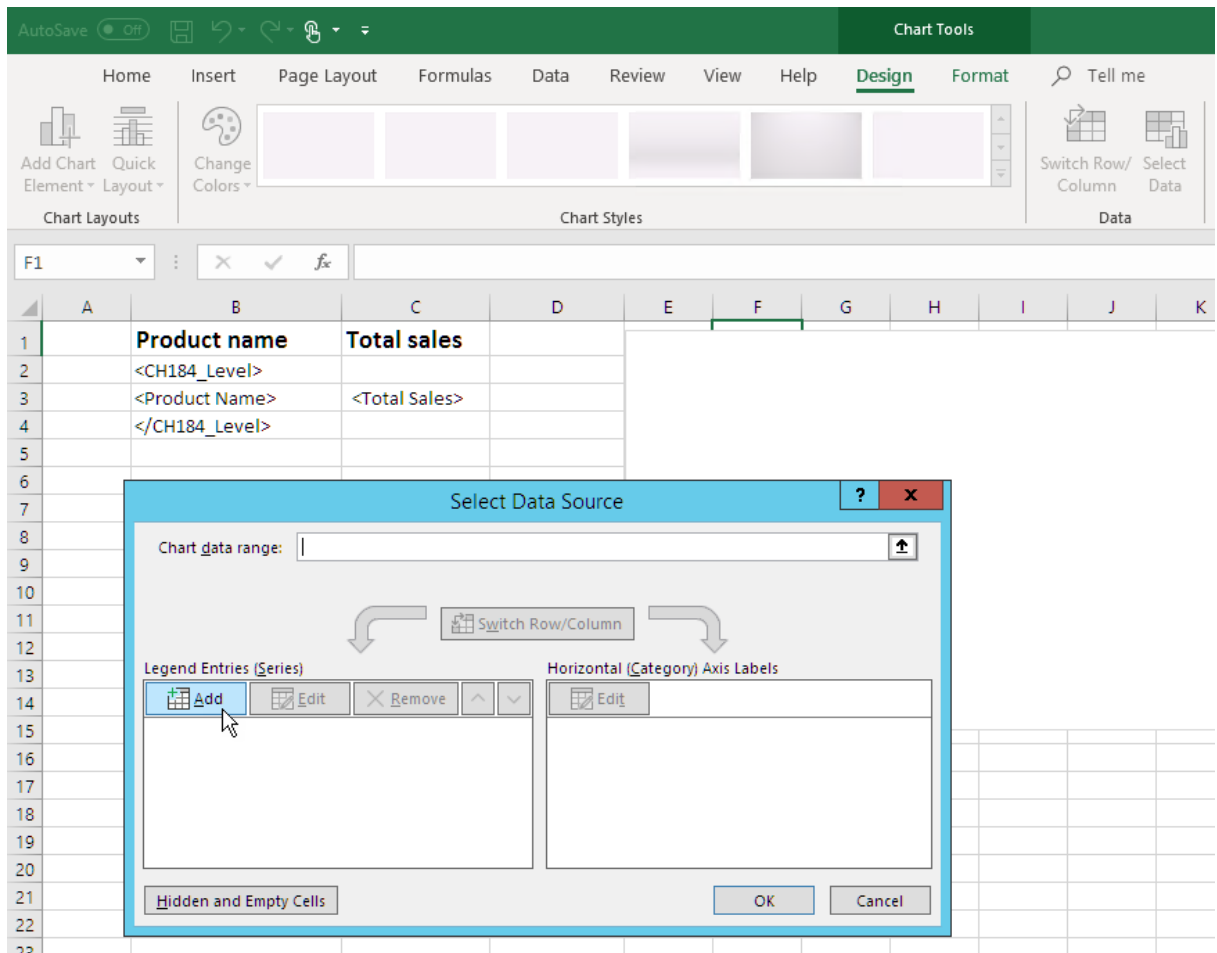 AutoSave Off Chart Tools
Home Insert Page Layout Formulas Data Review View Help Design Format Tell me
Add Chart Element Quick Layout Change Colors Switch Row/ Column Select Data
Chart Layouts Chart Styles Data
F1 fx
A B C D E F G H I J K
1 Product name Total sales
2 <CH184_Level>
3 <Product Name> <Total Sales>
4 </CH184_Level>
5
6
7 Select Data Source ? x
8 Chart data range:
9
10
11 Switch Row/Column
12
13 Legend Entries (Series) Horizontal (Category) Axis Labels
14 Add Edit Remove Edit
15
16
17
18
19
20
21 Hidden and Empty Cells OK Cancel
22
23